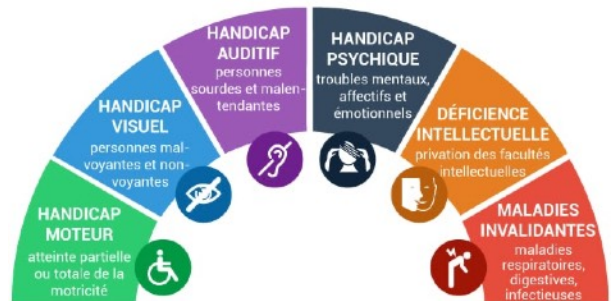 HANDICAP
MOTEUR
atteinte partielle
ou totale de la
motricité
HANDICAP
VISUEL
personnes mal-
voyantes et non-
voyantes
HANDICAP
AUDITIF
personnes
sourdes et malen-
tendantes
HANDICAP
PSYCHIQUE
troubles mentaux,
affectifs et
émotionnels
DÉFICIENCE
INTELLECTUELLE
privation des facultés
intellectuelles
MALADIES
INVALIDANTES
maladies
respiratoires,
digestives,
infectieuses